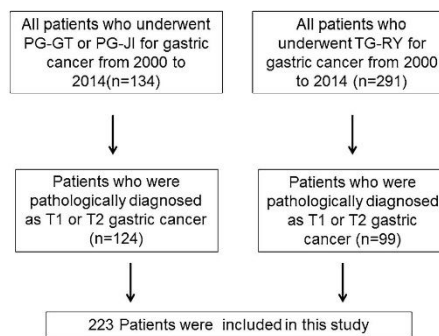 All patients who underwent
PG-GT or PG-JI for gastric
cancer from 2000 to
2014(n=134)
All patients who
underwent TG-RY for
gastric cancer from 2000
to 2014 (n=291)
Patients who were
pathologically diagnosed
as T1 or T2 gastric cancer
(n=124)
Patients who were
pathologically diagnosed
as T1 or T2 gastric
cancer (n=99)
223 Patients were included in this study